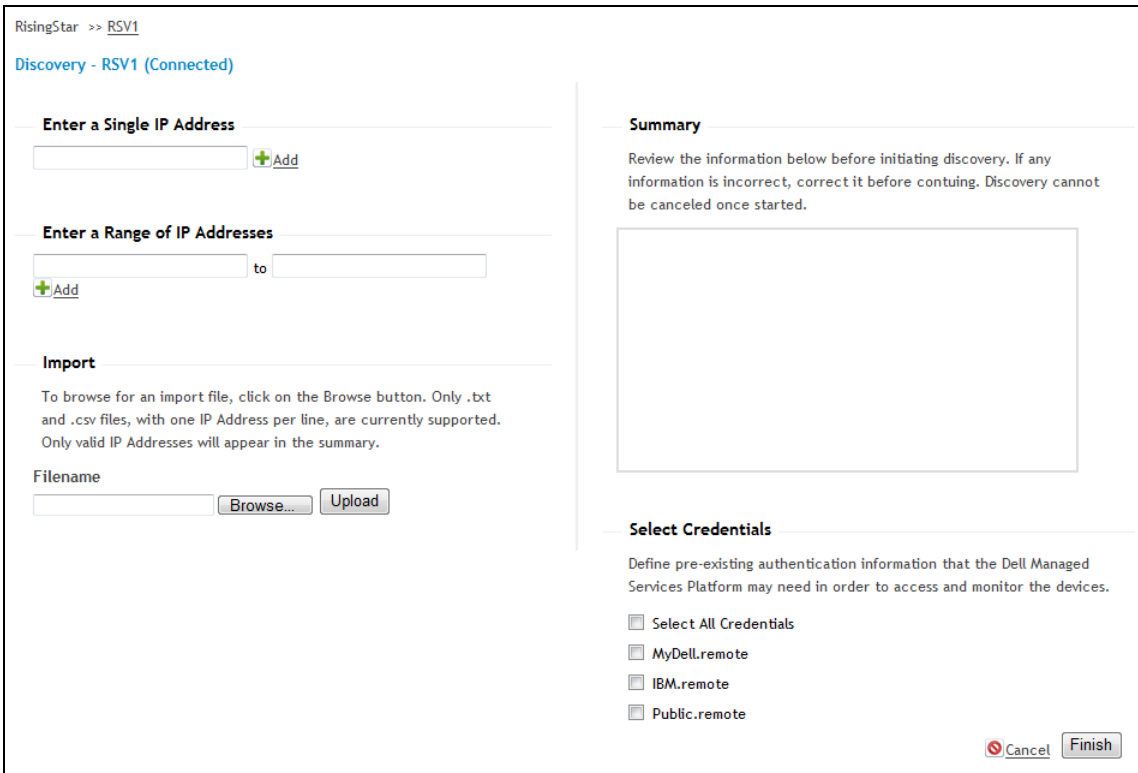 RisingStar >> RSV1
Discovery - RSV1 (Connected)
Enter a Single IP Address
Add
Enter a Range of IP Addresses
to
Add
Import
To browse for an import file, click on the Browse button. Only .txt
and .csv files, with one IP Address per line, are currently supported.
Only valid IP Addresses will appear in the summary.
Filename
Browse... Upload
Summary
Review the information below before initiating discovery. If any
information is incorrect, correct it before contuing. Discovery cannot
be canceled once started.
Select Credentials
Define pre-existing authentication information that the Dell Managed
Services Platform may need in order to access and monitor the devices.
Select All Credentials
MyDell.remote
IBM.remote
Public.remote
Cancel Finish